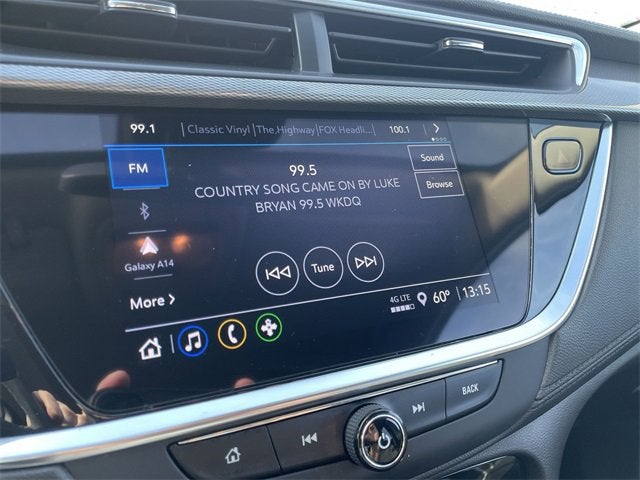 99.1 | Classic Vinyl | The Highway | FOX Headli... | 100.1
FM
99.5
Sound
COUNTRY SONG CAME ON BY LUKE
BRYAN 99.5 WKDQ
Browse
Galaxy A14
Tune
More
4G LTE
60° | 13:15
BACK